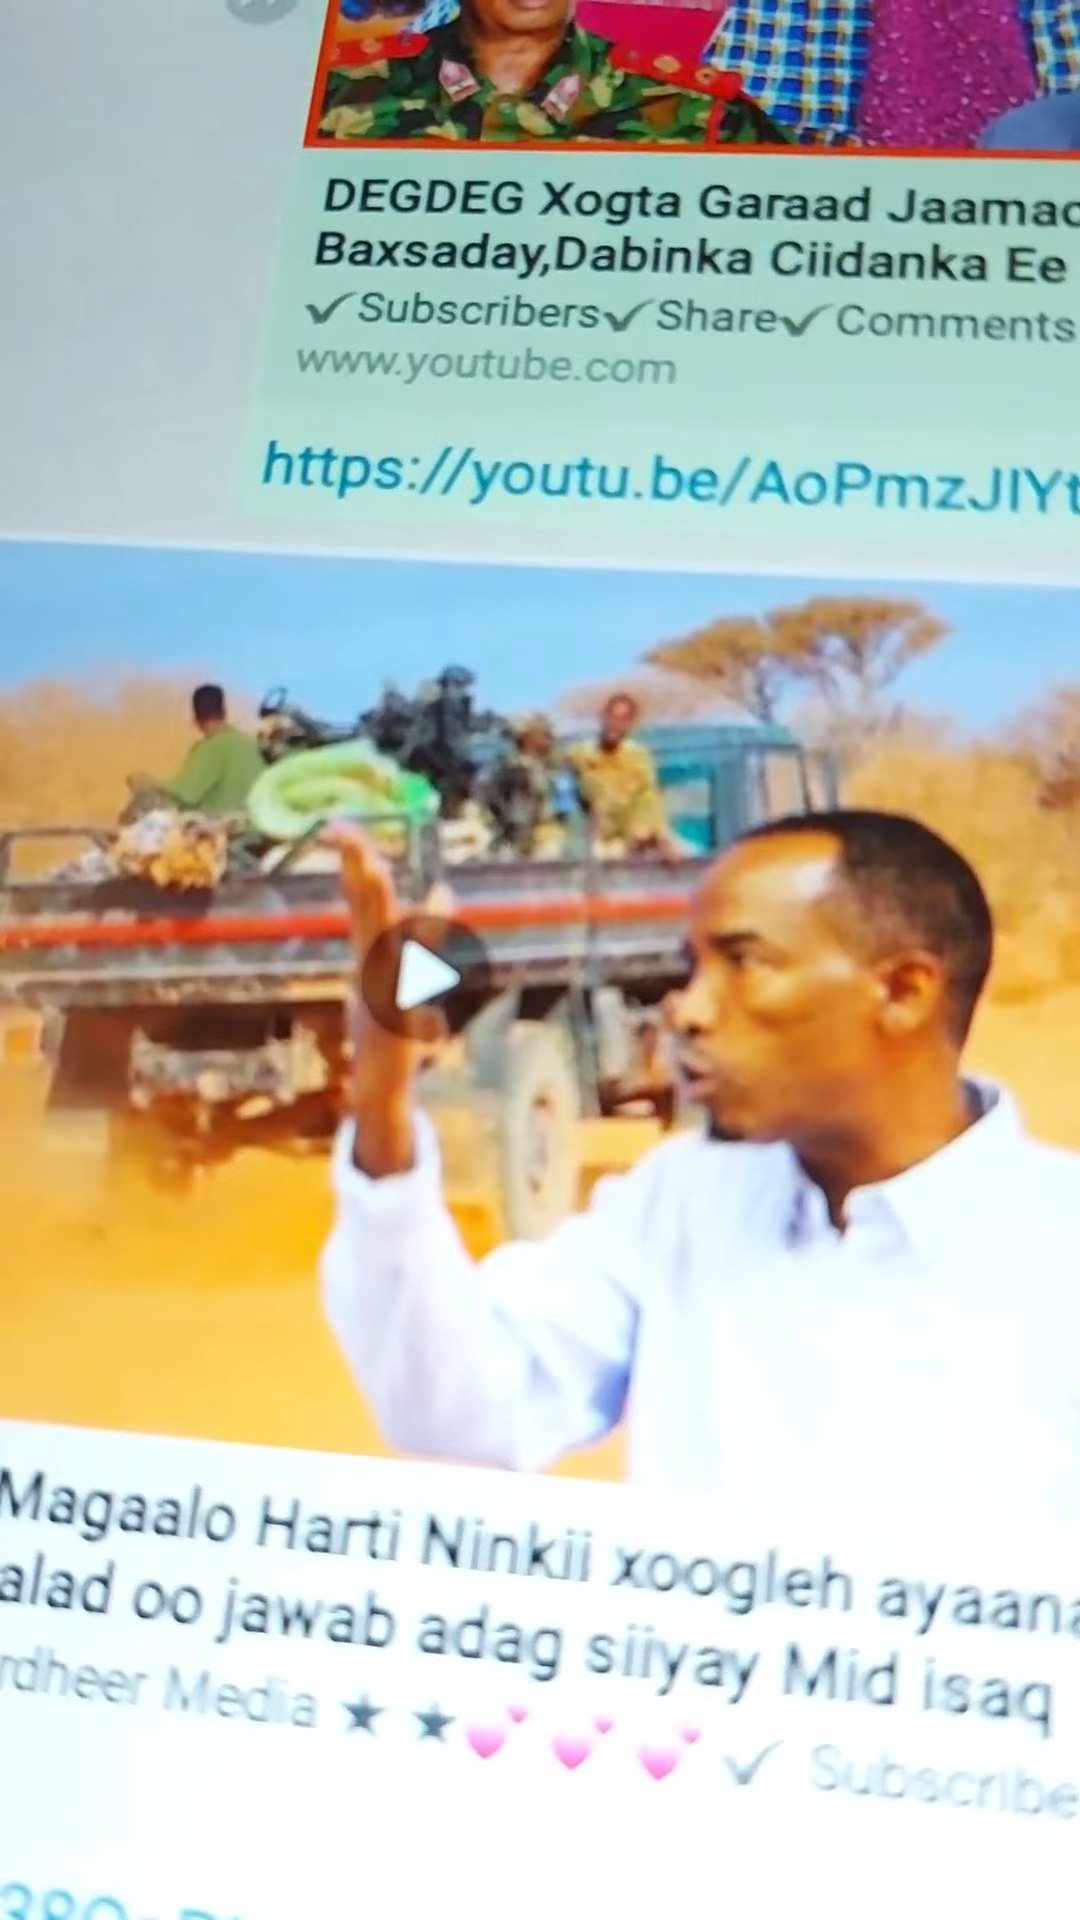 DEGDEG Xogta Garaad Jaamac
Baxsaday,Dabinka Ciidanka Ee
✓Subscribers✓Share✓Comments
www.youtube.com
https://youtu.be/AoPmzJIYt
Magaalo Harti Ninkii xoogleh ayaana
alad oo jawab adag siiyay Mid isaq
rdheer Media ★ ★💕 💕 💕 ✓ Subscribe